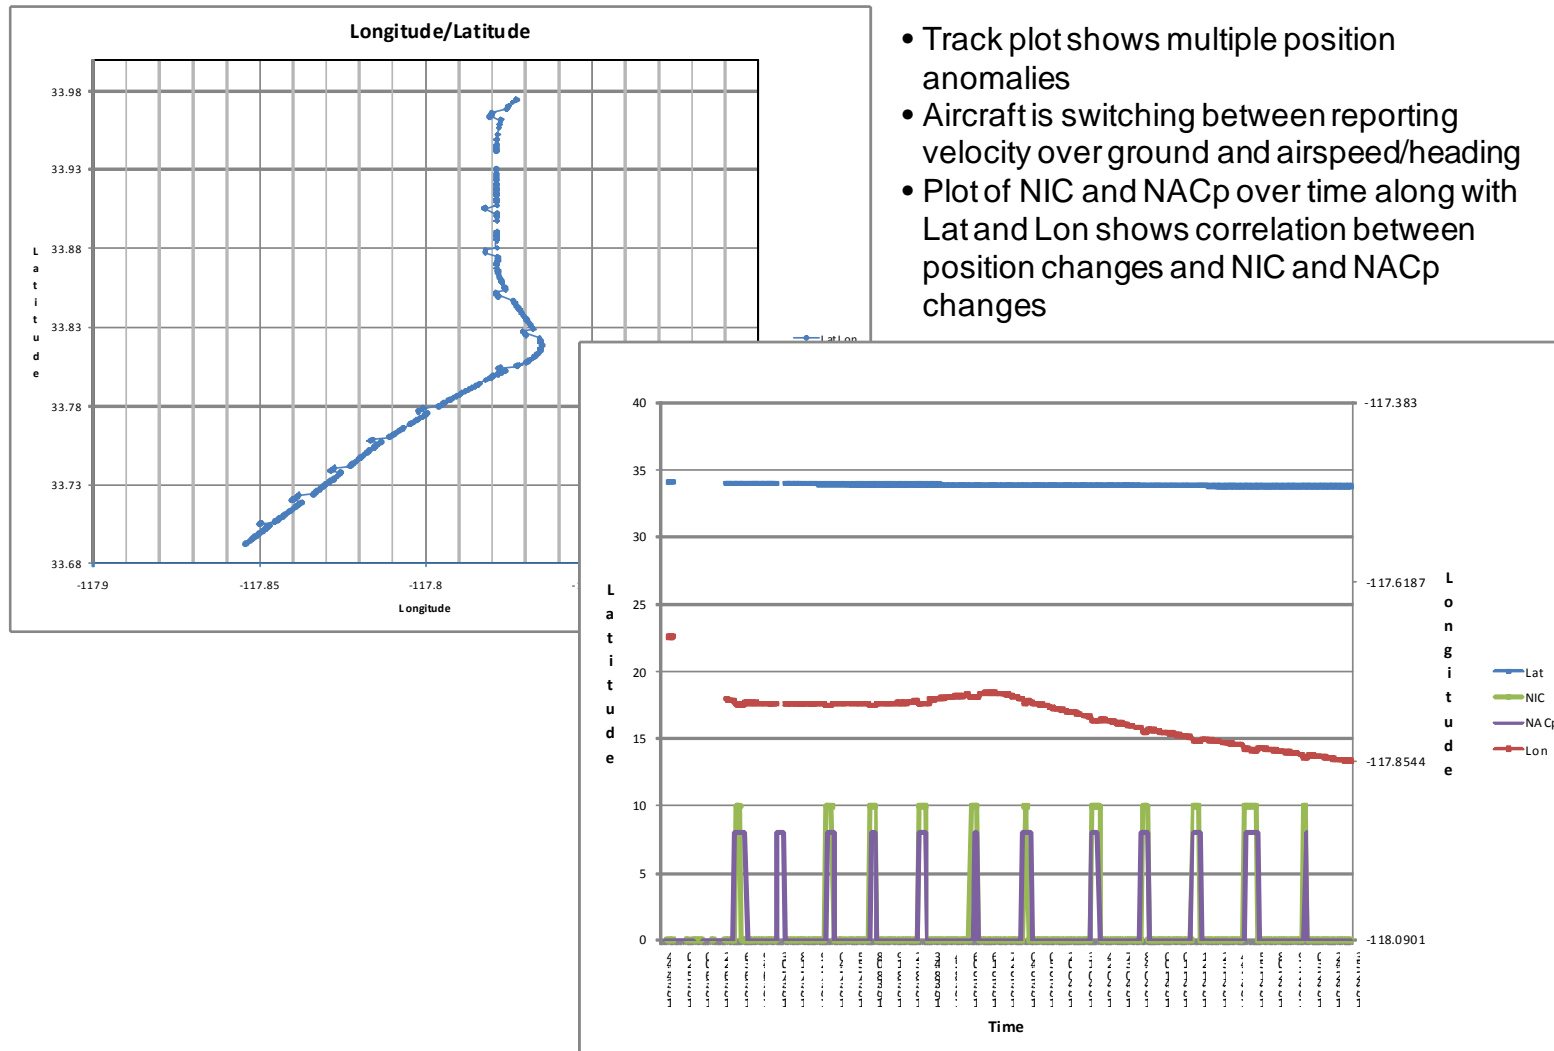 Longitude/Latitude
33.98
33.93
33.88
33.83
33.78
33.73
33.68
Latitude
-117.9
-117.85
-117.8
Longitude
Lat Lon
• Track plot shows multiple position
anomalies
• Aircraft is switching between reporting
velocity over ground and airspeed/heading
• Plot of NIC and NACp over time along with
Lat and Lon shows correlation between
position changes and NIC and NACp
changes
40
35
30
25
20
15
10
5
0
Latitude
-117.383
-117.6187
-117.8544
-118.0901
Longitude
Lat
NIC
NACp
Lon
Time